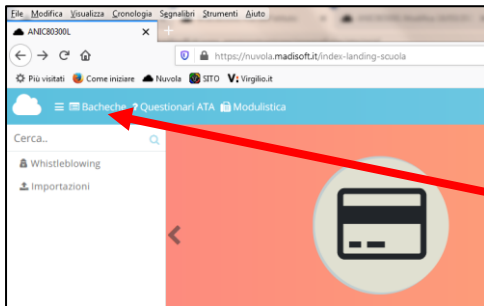 File Modifica Visualizza Cronologia Segnalibri Strumenti Aiuto
ANIC80300L
https://nuvola.madisoft.it/index-landing-scuola
Più visitati Come iniziare Nuvola SITO Virgilio.it
Bacheche ? Questionari ATA Modulistica
Cerca..
Whistleblowing
Importazioni